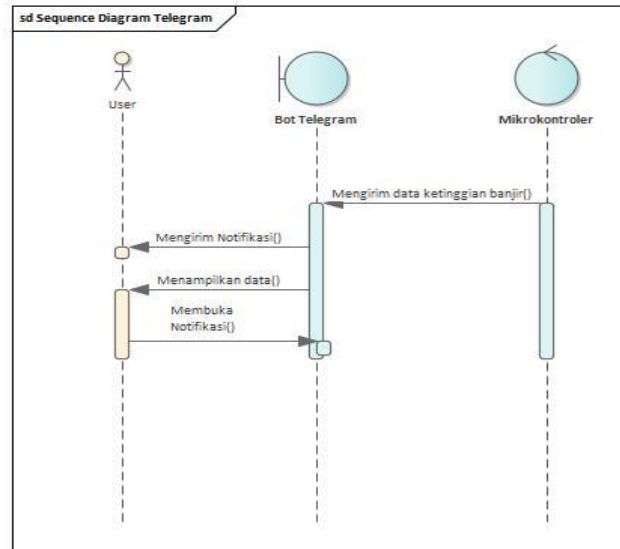 sd Sequence Diagram Telegram
User
Bot Telegram
Mikrokontroler
Mengirim data ketinggian banjir()
Mengirim Notifikasi()
Menampilkan data()
Membuka
Notifikasi()